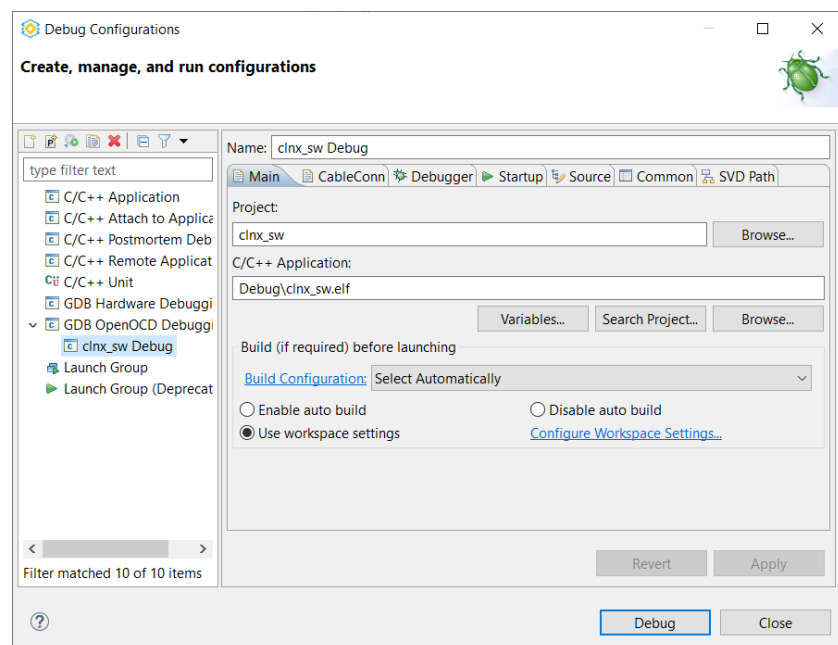 Debug Configurations
Create, manage, and run configurations
type filter text
C/C++ Application
C/C++ Attach to Applica
C/C++ Postmortem Deb
C/C++ Remote Applicat
C/C++ Unit
GDB Hardware Debuggi
GDB OpenOCD Debuggi
clnx_sw Debug
Launch Group
Launch Group (Deprecat
Filter matched 10 of 10 items
Name: clnx_sw Debug
Main CableConn Debugger Startup Source Common SVD Path
Project:
clnx_sw Browse...
C/C++ Application:
Debug\clnx_sw.elf
Variables... Search Project... Browse...
Build (if required) before launching
Build Configuration: Select Automatically
Enable auto build Disable auto build
Use workspace settings Configure Workspace Settings...
Revert Apply
Debug Close